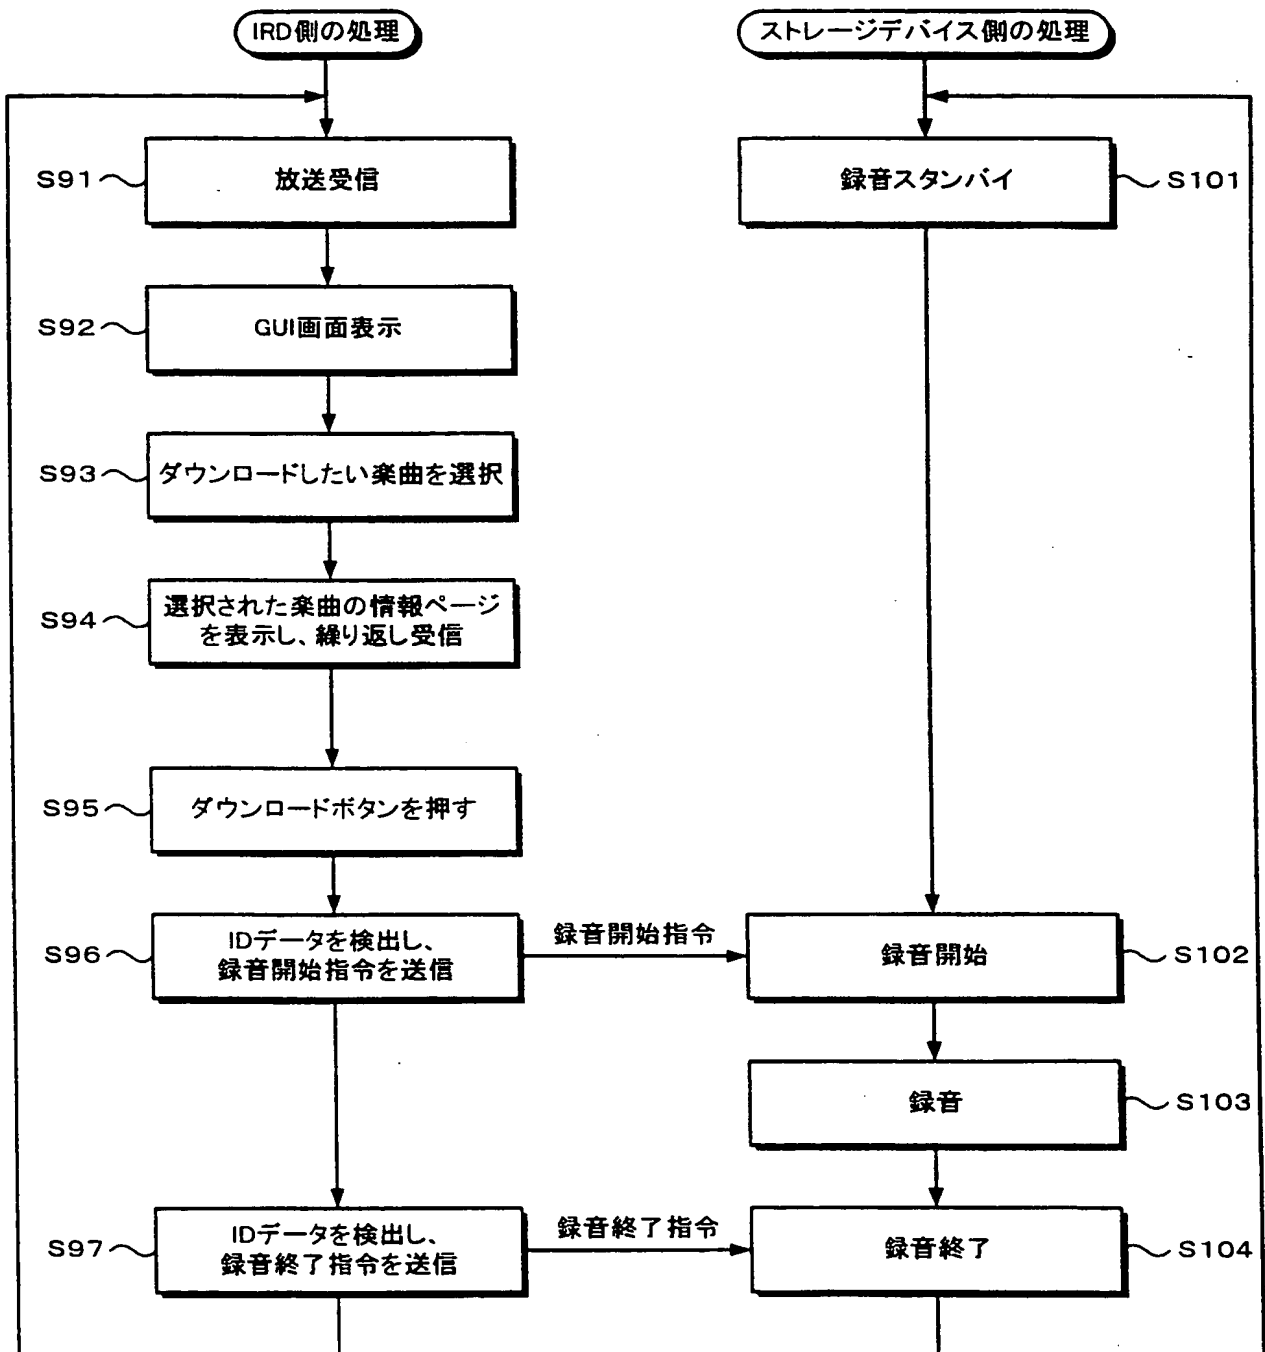 IRD側の処理
ストレージデバイス側の処理
S91
放送受信
録音スタンバイ
S101
S92
GUI画面表示
S93
ダウンロードしたい楽曲を選択
S94
選択された楽曲の情報ページ
を表示し、繰り返し受信
S95
ダウンロードボタンを押す
S96
IDデータを検出し、
録音開始指令を送信
録音開始指令
録音開始
S102
録音
S103
S97
IDデータを検出し、
録音終了指令を送信
録音終了指令
録音終了
S104